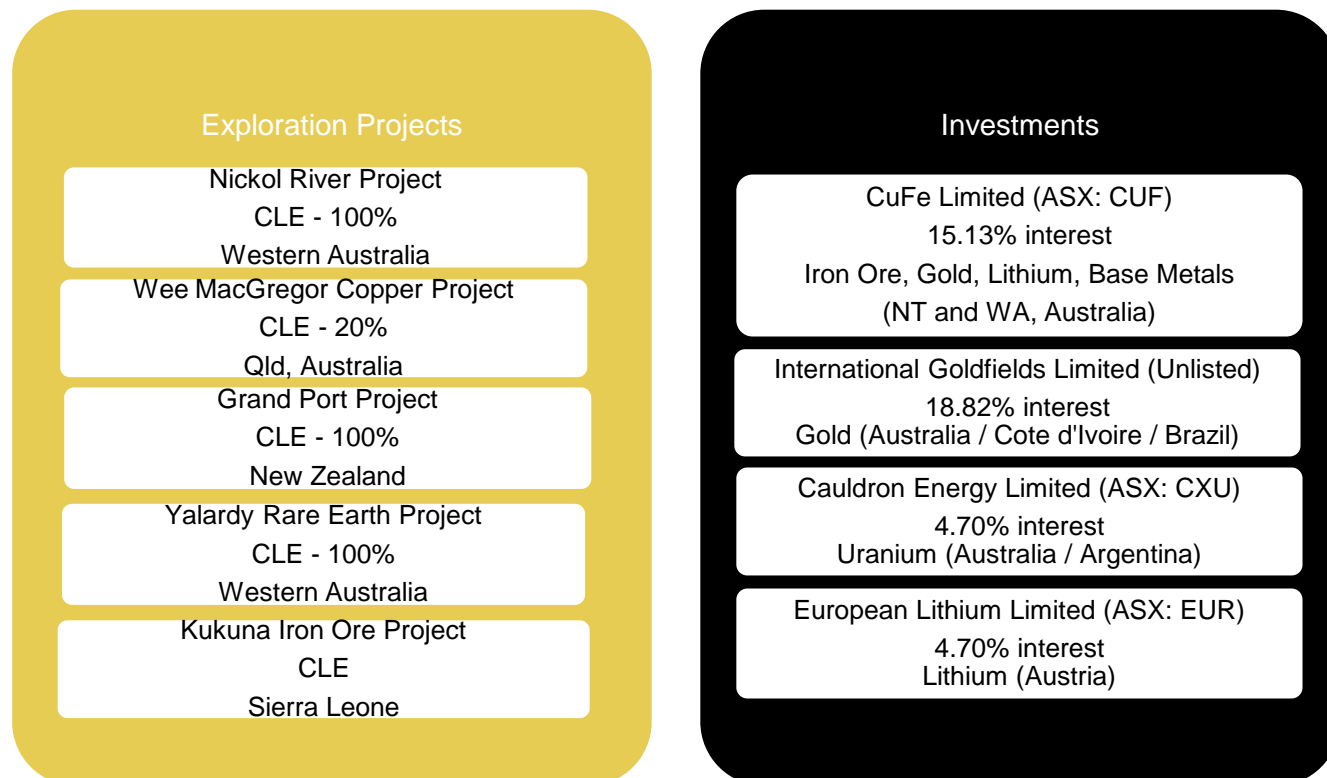 Exploration Projects
Nickol River Project
CLE - 100%
Western Australia
Wee MacGregor Copper Project
CLE - 20%
Qld, Australia
Grand Port Project
CLE - 100%
New Zealand
Yalardy Rare Earth Project
CLE - 100%
Western Australia
Kukuna Iron Ore Project
CLE
Sierra Leone
Investments
CuFe Limited (ASX: CUF)
15.13% interest
Iron Ore, Gold, Lithium, Base Metals
(NT and WA, Australia)
International Goldfields Limited (Unlisted)
18.82% interest
Gold (Australia / Cote d'Ivoire / Brazil)
Cauldron Energy Limited (ASX: CXU)
4.70% interest
Uranium (Australia / Argentina)
European Lithium Limited (ASX: EUR)
4.70% interest
Lithium (Austria)